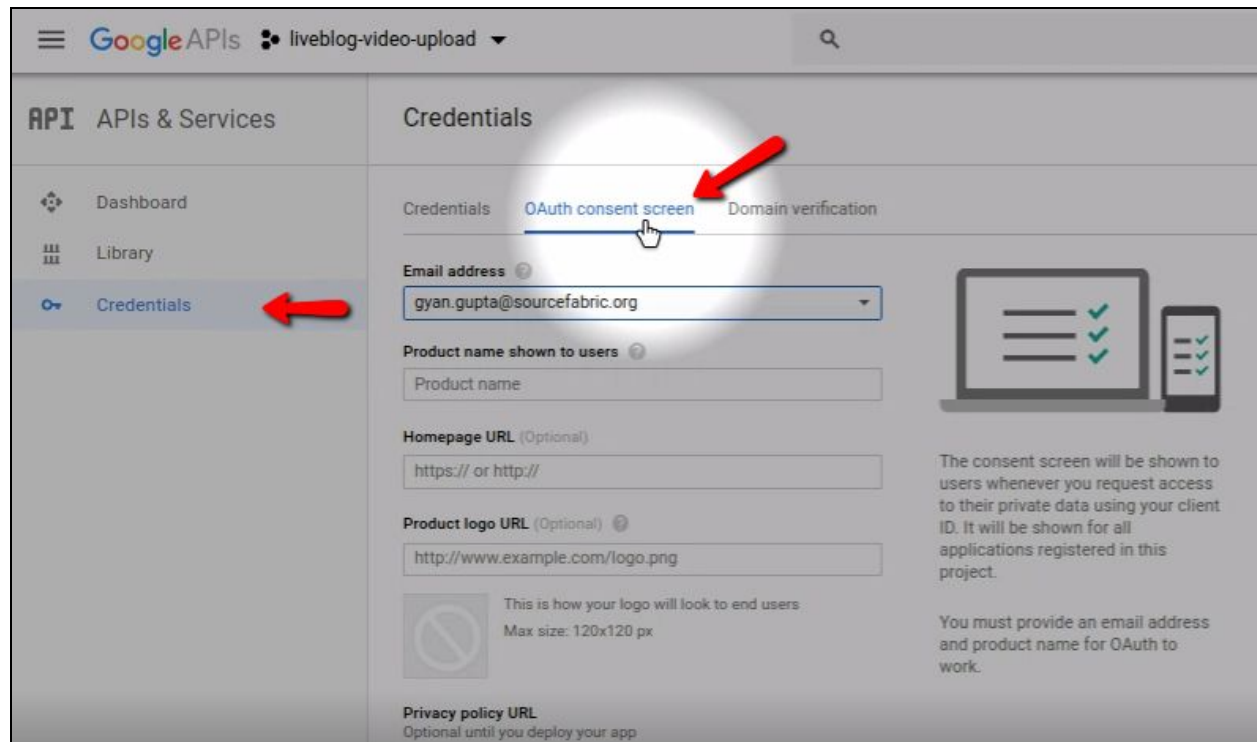 Google APIs liveblog-video-upload
API APIs & Services
Credentials
Dashboard
Library
Credentials
Credentials OAuth consent screen Domain verification
Email address
gyan.gupta@sourcefabric.org
Product name shown to users
Product name
Homepage URL (Optional)
https:// or http://
Product logo URL (Optional)
http://www.example.com/logo.png
This is how your logo will look to end users
Max size: 120x120 px
Privacy policy URL
Optional until you deploy your app
The consent screen will be shown to
users whenever you request access
to their private data using your client
ID. It will be shown for all
applications registered in this
project.
You must provide an email address
and product name for OAuth to
work.